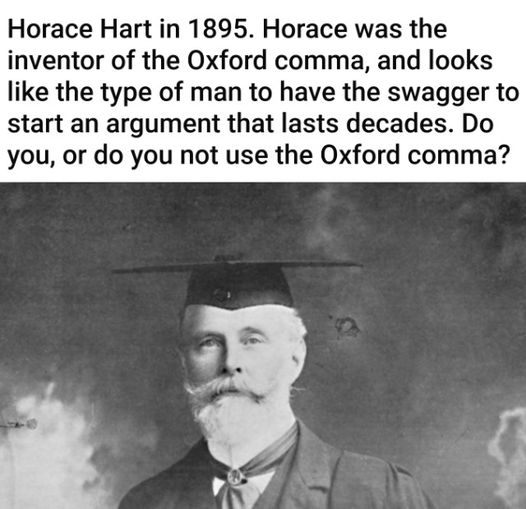 Horace Hart in 1895. Horace was the
inventor of the Oxford comma, and looks
like the type of man to have the swagger to
start an argument that lasts decades. Do
you, or do you not use the Oxford comma?